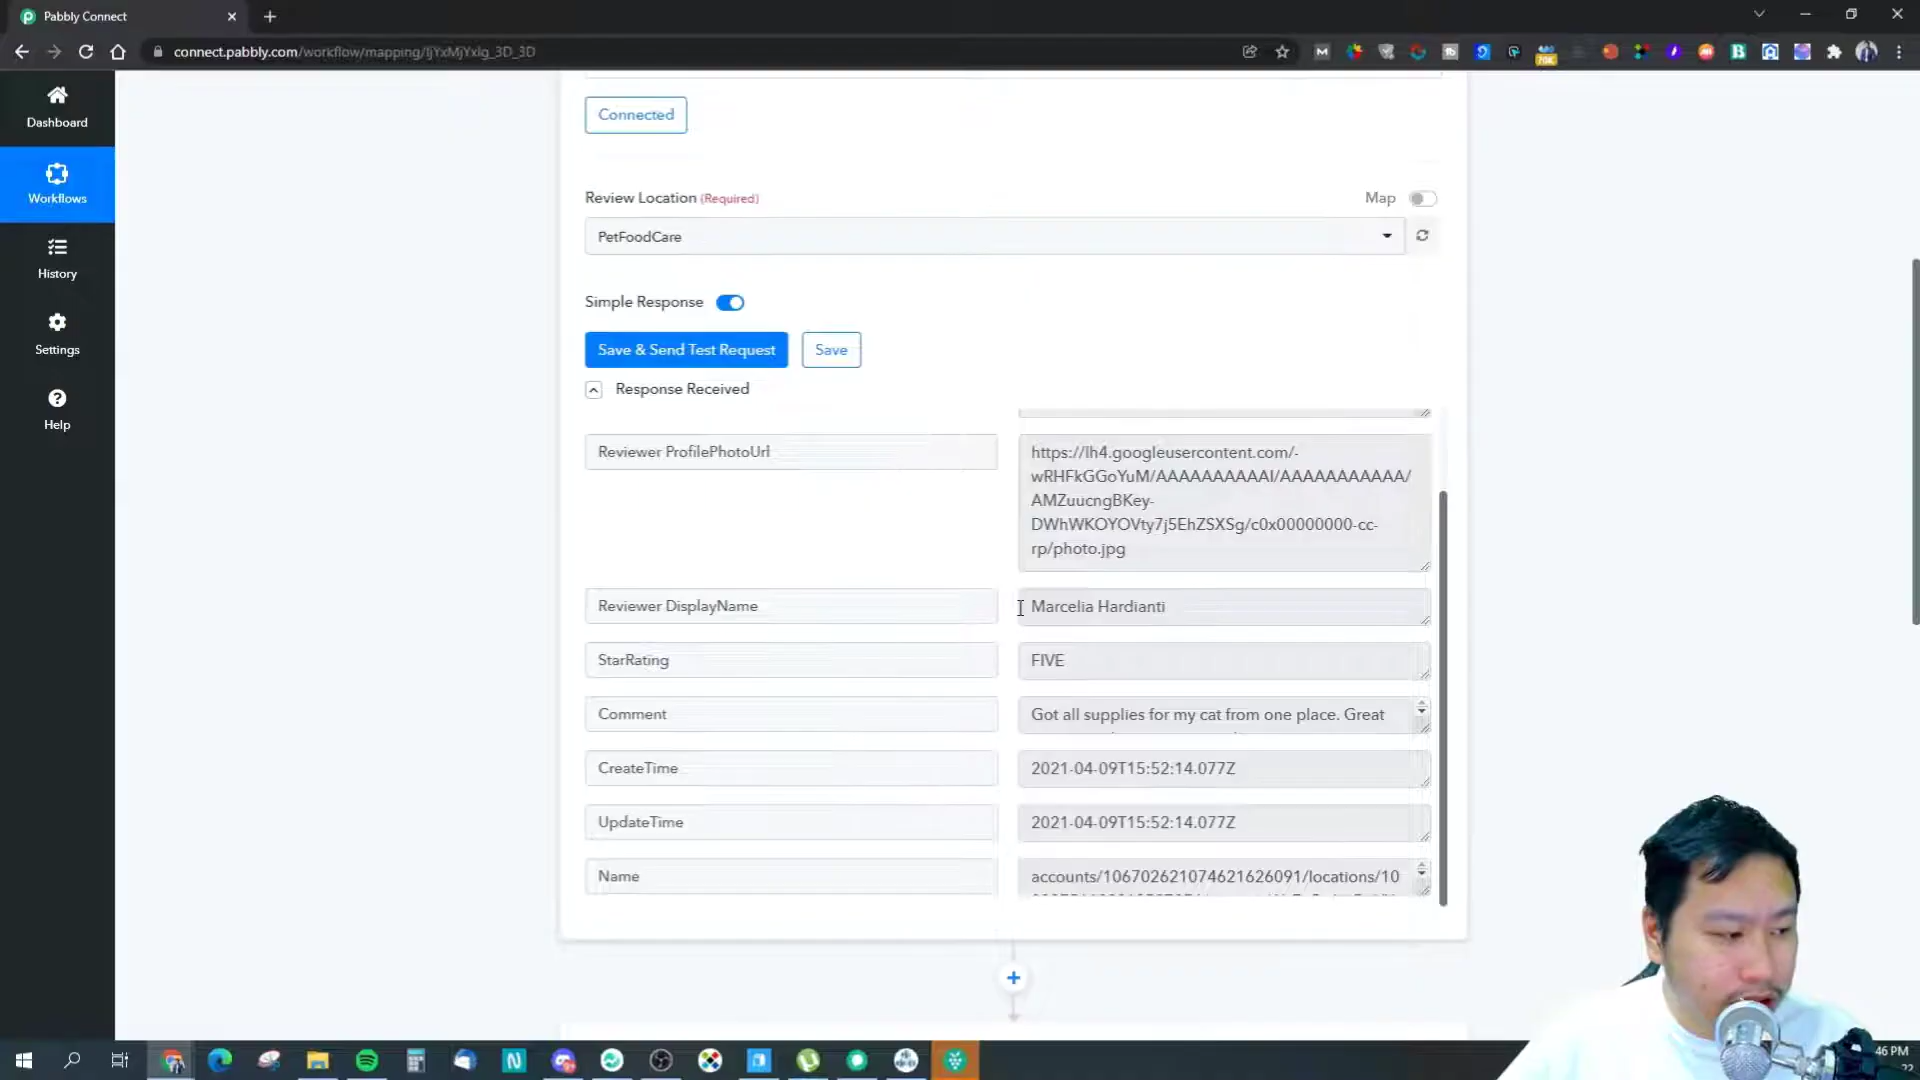 Pabbly Connect
connect.pabbly.com/workflow/mapping/IjYxMjYxIg_3D_3D
Dashboard
Workflows
History
Settings
Help
Connected
Review Location (Required)
Map
PetFoodCare
Simple Response
Save & Send Test Request
Save
Response Received
Reviewer ProfilePhotoUrl
https://lh4.googleusercontent.com/-
wRHFkGGoYuM/AAAAAAAAAAI/AAAAAAAAAAA/
AMZuucngBKey-
DWhWKOYOVty7j5EhZSXSg/c0x00000000-cc-
rp/photo.jpg
Reviewer DisplayName
Marcelia Hardianti
StarRating
FIVE
Comment
Got all supplies for my cat from one place. Great
CreateTime
2021-04-09T15:52:14.077Z
UpdateTime
2021-04-09T15:52:14.077Z
Name
accounts/106702621074621626091/locations/10
46 PM